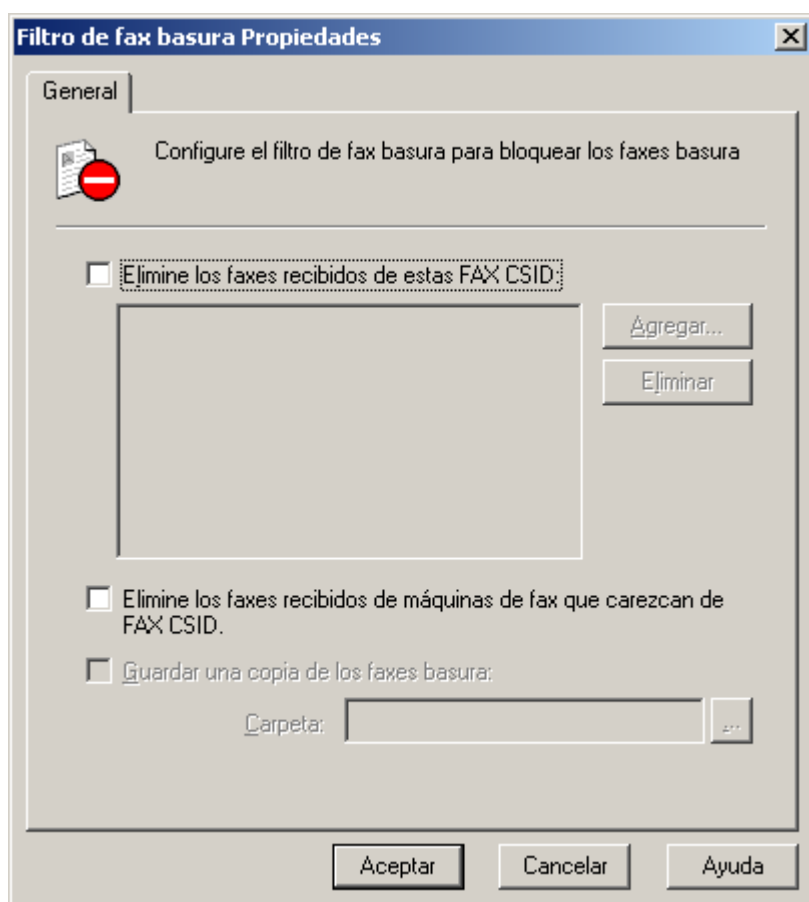 Filtro de fax basura Propiedades
General
Configure el filtro de fax basura para bloquear los faxes basura
Elimine los faxes recibidos de estas FAX CSID:
Agregar...
Eliminar
Elimine los faxes recibidos de máquinas de fax que carezcan de
FAX CSID.
Guardar una copia de los faxes basura:
Carpeta:
...
Aceptar
Cancelar
Ayuda